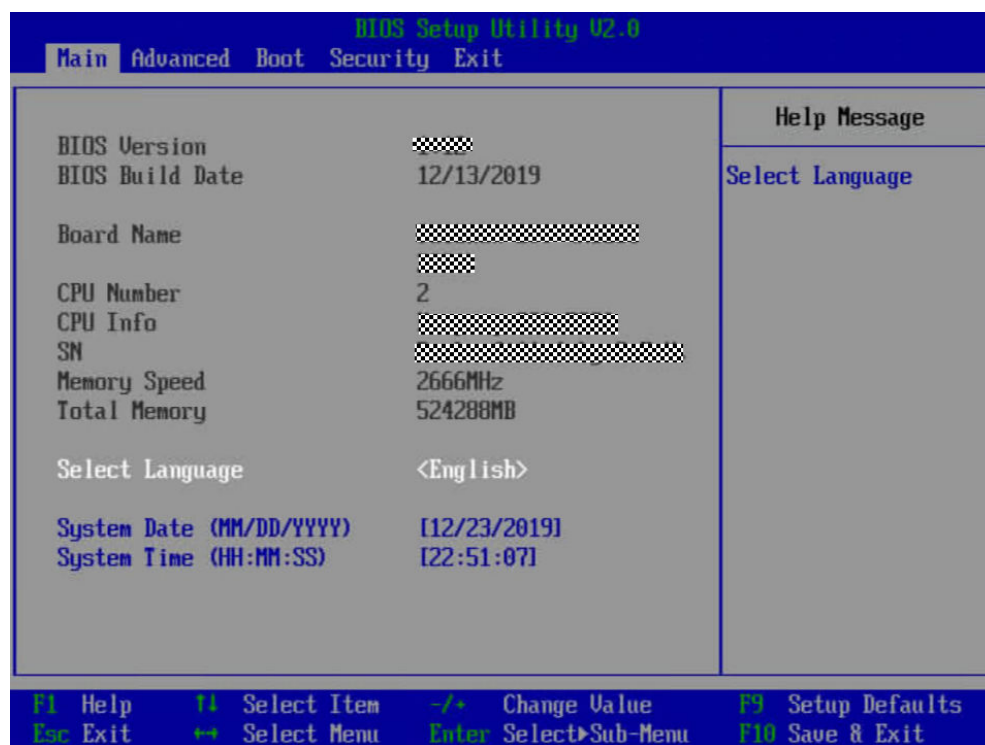 BIOS Setup Utility V2.0
Main Advanced Boot Security Exit
BIOS Version
BIOS Build Date 12/13/2019
Board Name
CPU Number 2
CPU Info
SN
Memory Speed 2666MHz
Total Memory 524288MB
Select Language <English>
System Date (MM/DD/YYYY) [12/23/2019]
System Time (HH:MM:SS) [22:51:07]
Help Message
Select Language
F1 Help ↑↓ Select Item -/+ Change Value F9 Setup Defaults
Esc Exit ←→ Select Menu Enter Select▶Sub-Menu F10 Save & Exit